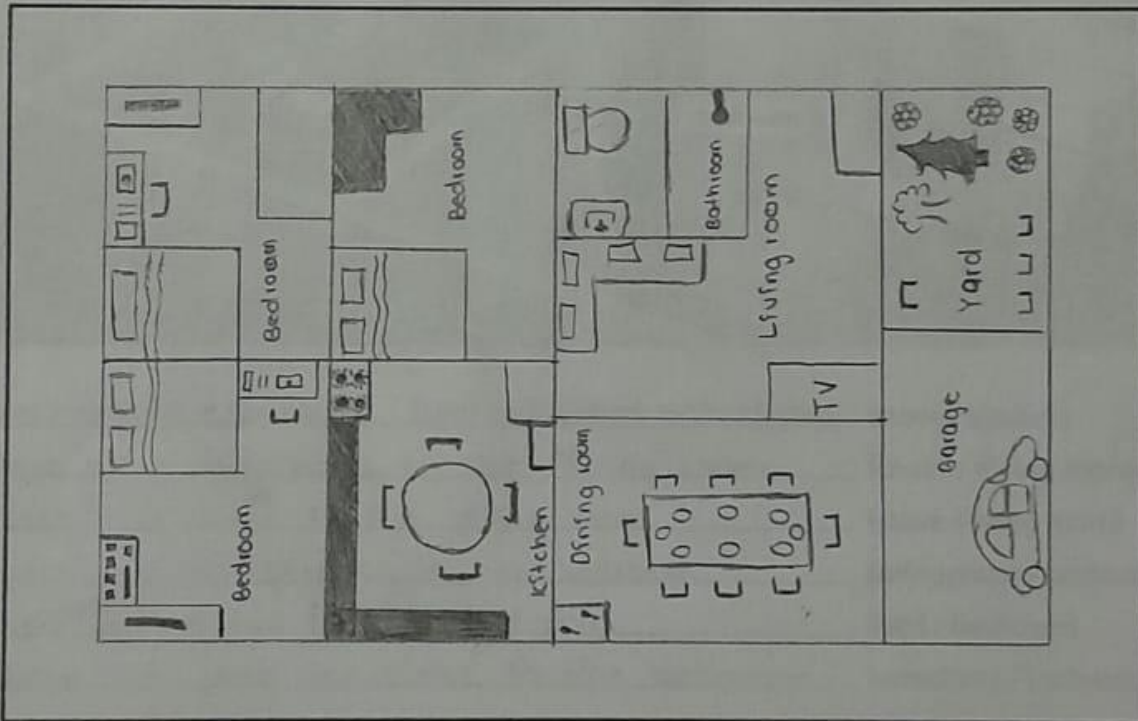 Bedroom
Bedroom
Bedroom
Kitchen
Dining room
Bathroom
Living room
TV
Garage
Yard